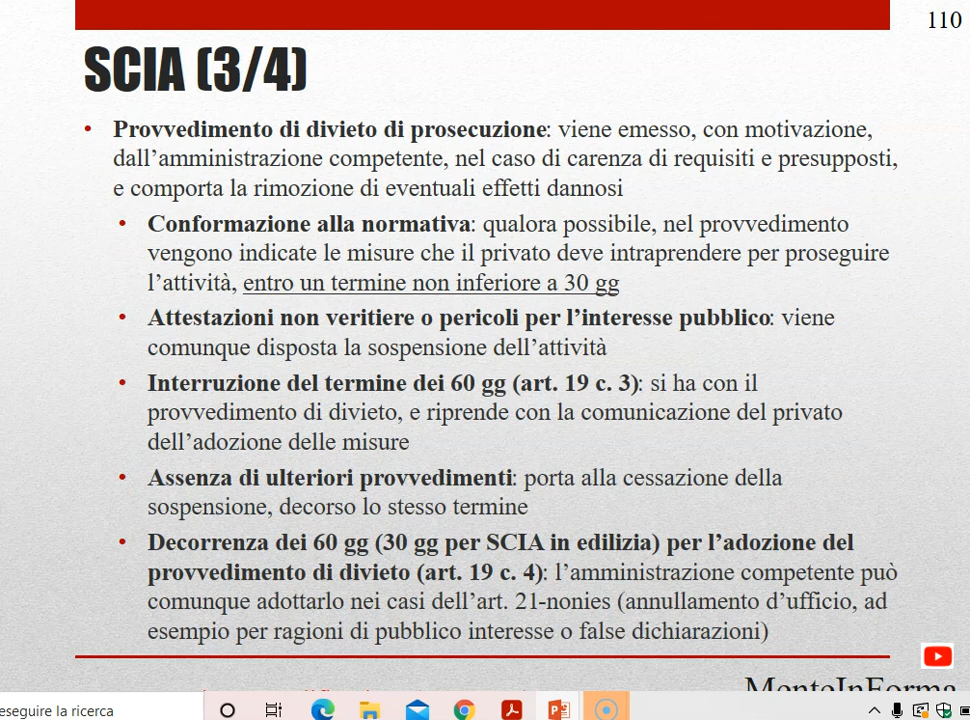 110
SCIA (3/4)
• Provvedimento di divieto di prosecuzione: viene emesso, con motivazione,
dall’amministrazione competente, nel caso di carenza di requisiti e presupposti,
e comporta la rimozione di eventuali effetti dannosi
• Conformazione alla normativa: qualora possibile, nel provvedimento
vengono indicate le misure che il privato deve intraprendere per proseguire
l’attività, entro un termine non inferiore a 30 gg
• Attestazioni non veritiere o pericoli per l’interesse pubblico: viene
comunque disposta la sospensione dell’attività
• Interruzione del termine dei 60 gg (art. 19 c. 3): si ha con il
provvedimento di divieto, e riprende con la comunicazione del privato
dell’adozione delle misure
• Assenza di ulteriori provvedimenti: porta alla cessazione della
sospensione, decorso lo stesso termine
• Decorrenza dei 60 gg (30 gg per SCIA in edilizia) per l’adozione del
provvedimento di divieto (art. 19 c. 4): l’amministrazione competente può
comunque adottarlo nei casi dell’art. 21-nonies (annullamento d’ufficio, ad
esempio per ragioni di pubblico interesse o false dichiarazioni)
MonteInForma
eseguire la ricerca